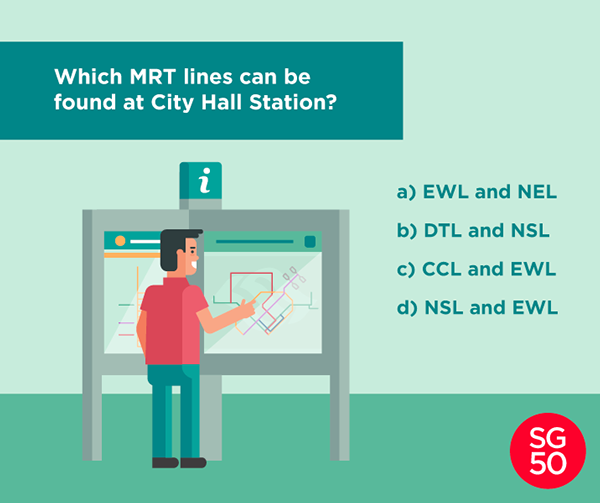 Which MRT lines can be
found at City Hall Station?
i
a) EWL and NEL
b) DTL and NSL
c) CCL and EWL
d) NSL and EWL
SG
50